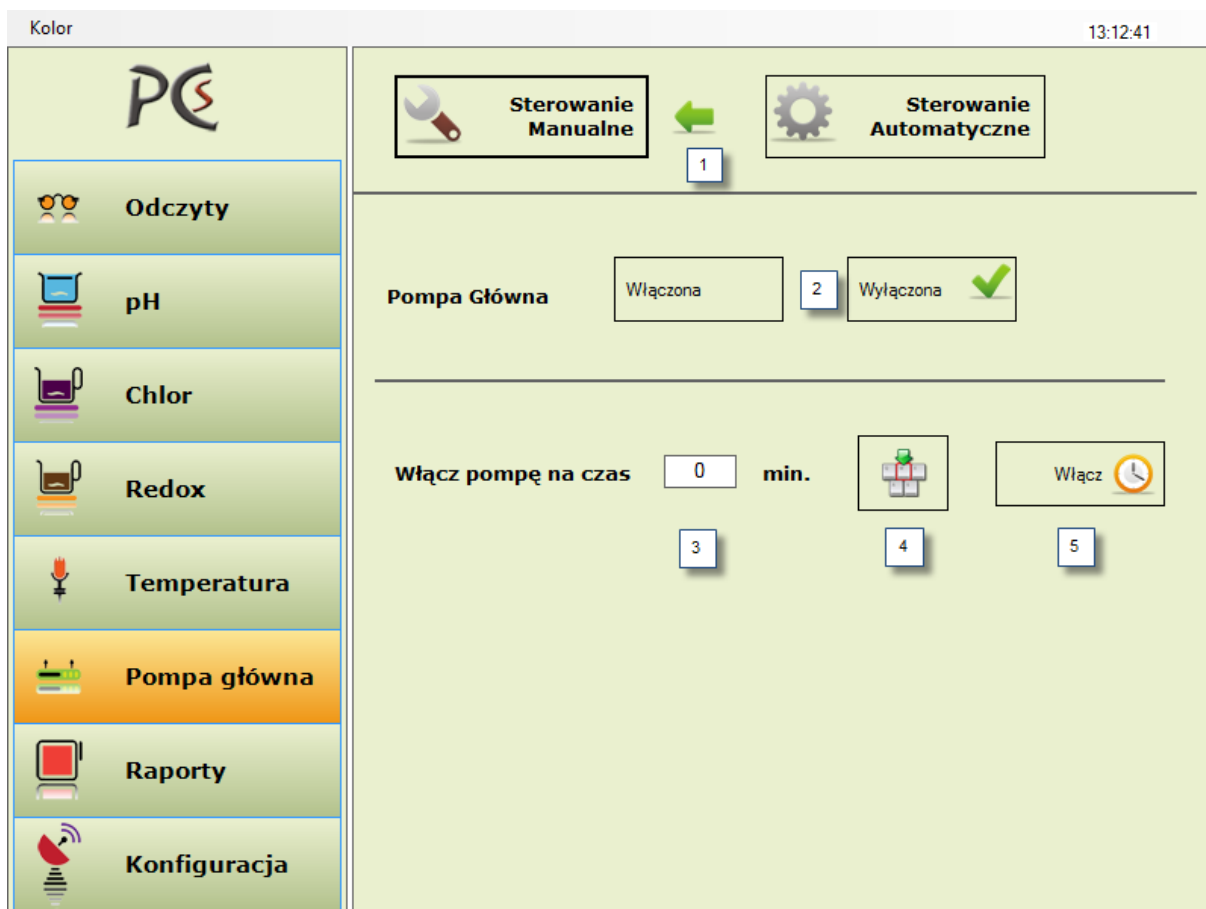 Kolor
13:12:41
PCs
Odczyty
pH
Chlor
Redox
Temperatura
Pompa główna
Raporty
Konfiguracja
Sterowanie
Manualne
1
Sterowanie
Automatyczne
Pompa Główna
Włączona
2
Wyłączona
Włącz pompę na czas
0
min.
Włącz
3
4
5